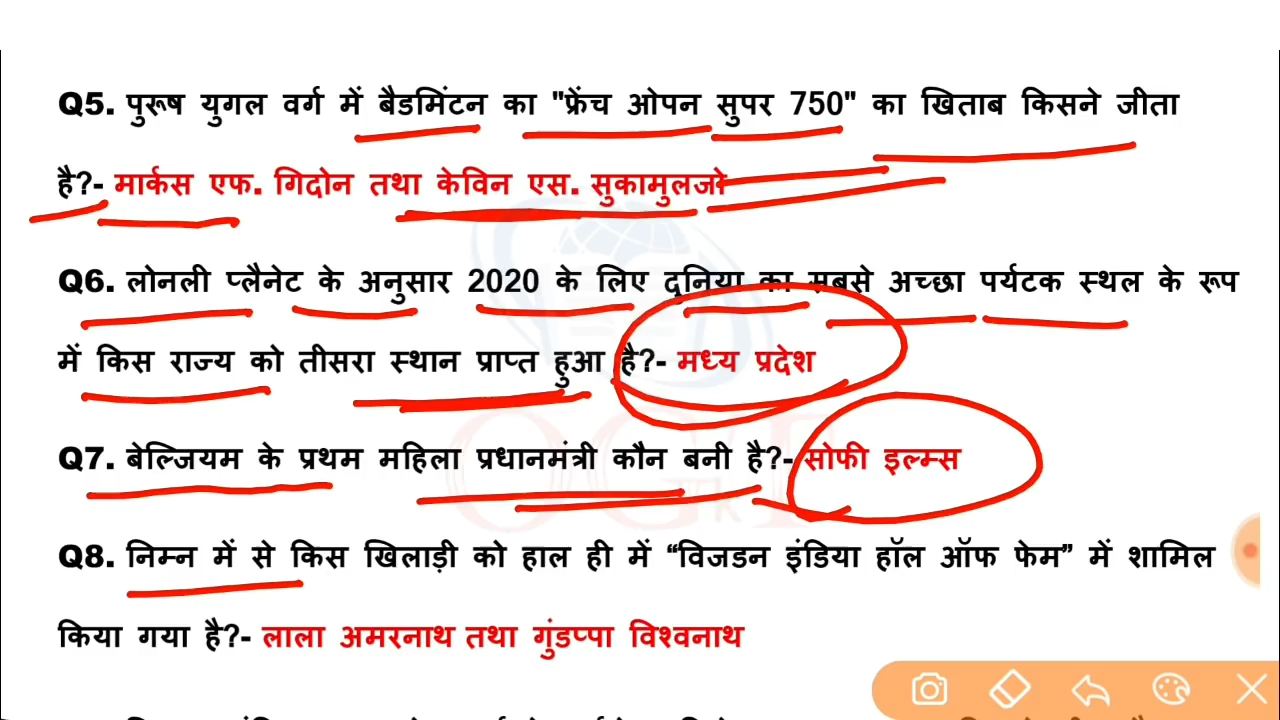 Q5. पुरूष युगल वर्ग में बैडमिंटन का "फ्रेंच ओपन सुपर 750" का खिताब किसने जीता
है?- मार्कस एफ. गिदोन तथा केविन एस. सुकामुलजो
Q6. लोनली प्लैनेट के अनुसार 2020 के लिए दुनिया का सबसे अच्छा पर्यटक स्थल के रूप
में किस राज्य को तीसरा स्थान प्राप्त हुआ है?- मध्य प्रदेश
Q7. बेल्जियम के प्रथम महिला प्रधानमंत्री कौन बनी है?- सोफी इल्म्स
Q8. निम्न में से किस खिलाड़ी को हाल ही में “विजडन इंडिया हॉल ऑफ फेम” में शामिल
किया गया है?- लाला अमरनाथ तथा गुंडप्पा विश्वनाथ